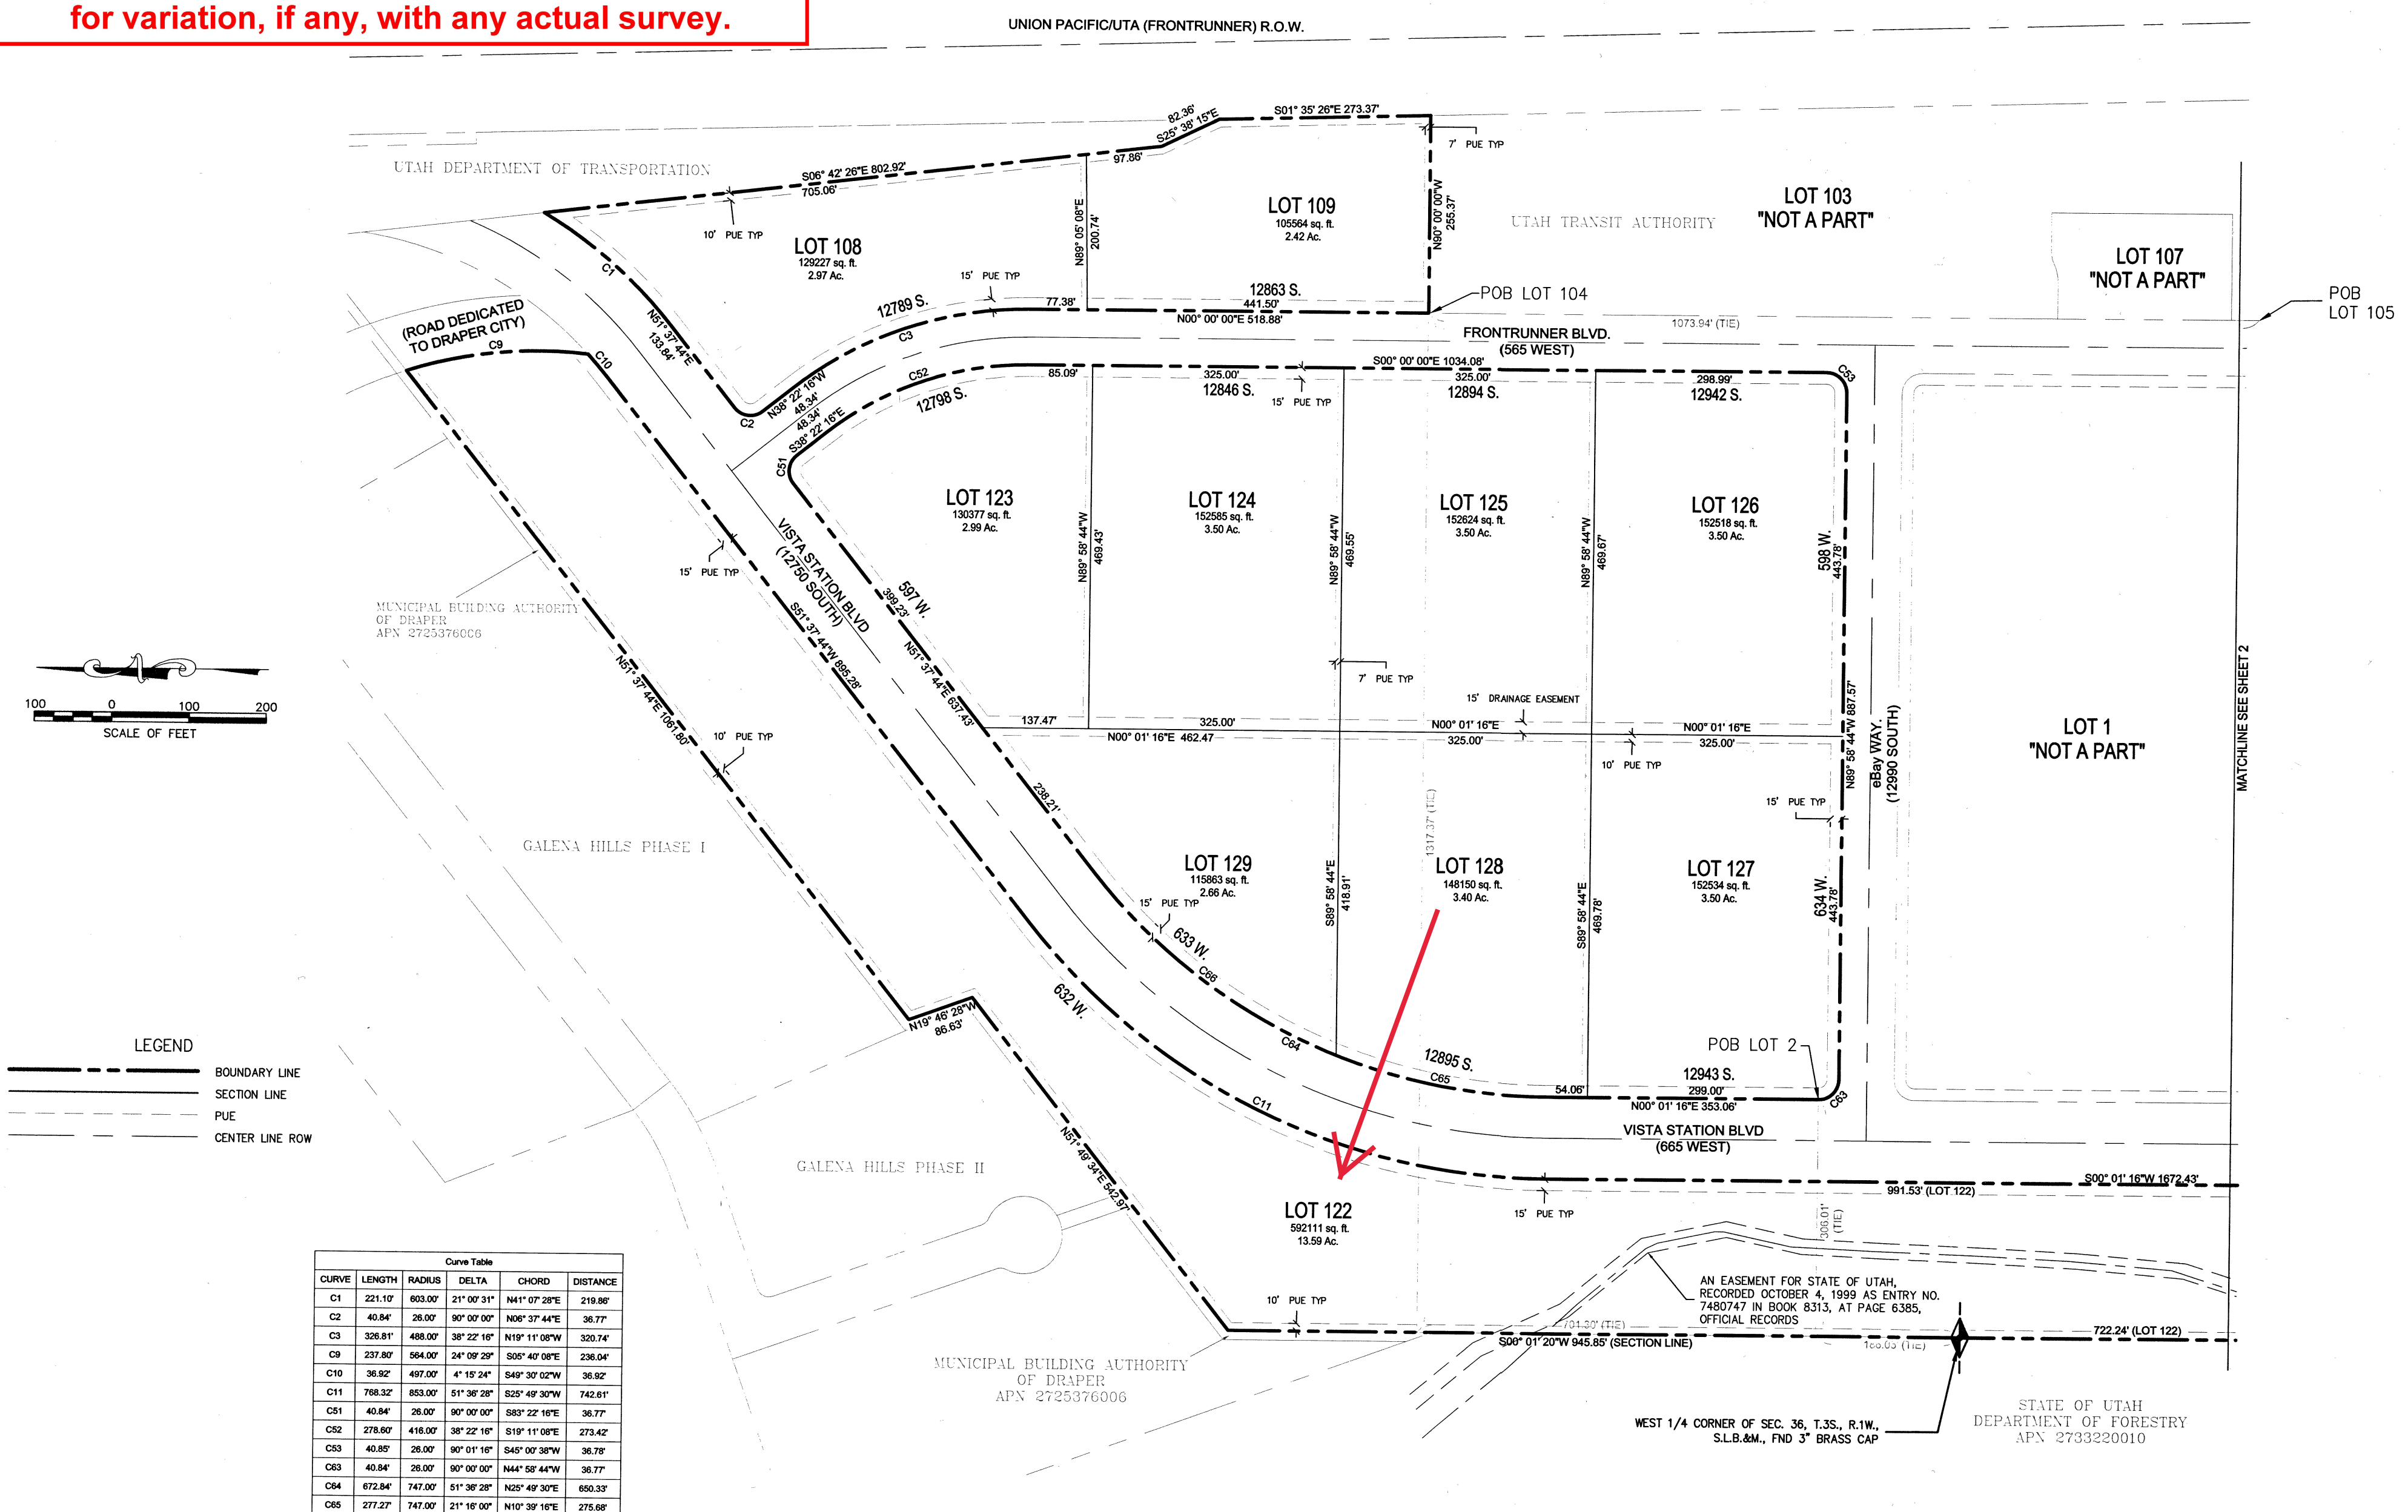 for variation, if any, with any actual survey.
UNION PACIFIC/UTA (FRONTRUNNER) R.O.W.
UTAH DEPARTMENT OF TRANSPORTATION
S06° 42' 26"E 802.92'
705.06'
97.86'
82.36'
S25° 38' 15"E
S01° 35' 26"E 273.37'
7' PUE TYP
10' PUE TYP
LOT 108
129227 sq. ft.
2.97 Ac.
N89° 05' 08"E
200.74'
LOT 109
105564 sq. ft.
2.42 Ac.
N90° 00' 00"W
255.37'
UTAH TRANSIT AUTHORITY
LOT 103
"NOT A PART"
LOT 107
"NOT A PART"
POB
LOT 105
C1
N51° 37' 44"E
133.84'
15' PUE TYP
12789 S.
C3
77.38'
12863 S.
441.50'
N00° 00' 00"E 518.88'
POB LOT 104
1073.94' (TIE)
FRONTRUNNER BLVD.
(565 WEST)
(ROAD DEDICATED
TO DRAPER CITY)
C9
C10
C2
N38° 22' 16"W
48.34'
48.34'
S38° 22' 16"E
C51
C52
12798 S.
85.09'
325.00'
12846 S.
15' PUE TYP
S00° 00' 00"E 1034.08'
325.00'
12894 S.
298.99'
12942 S.
C53
LOT 123
130377 sq. ft.
2.99 Ac.
N89° 58' 44"W
469.43'
LOT 124
152585 sq. ft.
3.50 Ac.
N89° 58' 44"W
469.55'
LOT 125
152624 sq. ft.
3.50 Ac.
N89° 58' 44"W
469.67'
LOT 126
152518 sq. ft.
3.50 Ac.
598 W.
443.78'
VISTA STATION BLVD
(12750 SOUTH)
15' PUE TYP
597 W.
399.23'
N51° 37' 44"E 637.43'
S51° 37' 44"W 895.28'
MUNICIPAL BUILDING AUTHORITY
OF DRAPER
APN 2725376006
N51° 37' 44"E 1061.80'
10' PUE TYP
100 0 100 200
SCALE OF FEET
7' PUE TYP
15' DRAINAGE EASEMENT
137.47'
325.00'
N00° 01' 16"E
N00° 01' 16"E
N00° 01' 16"E 462.47
325.00'
325.00'
10' PUE TYP
N89° 58' 44"W 887.57'
eBay WAY.
(12990 SOUTH)
LOT 1
"NOT A PART"
MATCHLINE SEE SHEET 2
238.21'
15' PUE TYP
GALENA HILLS PHASE I
LOT 129
115863 sq. ft.
2.66 Ac.
15' PUE TYP
S89° 58' 44"E
418.91'
1317.37' (TIE)
LOT 128
148150 sq. ft.
3.40 Ac.
S89° 58' 44"E
469.78'
LOT 127
152534 sq. ft.
3.50 Ac.
634 W.
443.78'
633 W.
C66
632 W.
N19° 46' 28"W
86.63'
C64
12895 S.
C65
54.06'
POB LOT 2
12943 S.
299.00'
N00° 01' 16"E 353.06'
C63
VISTA STATION BLVD
(665 WEST)
C11
LEGEND
BOUNDARY LINE
SECTION LINE
PUE
CENTER LINE ROW
GALENA HILLS PHASE II
N51° 49' 34"E 542.97'
S00° 01' 16"W 1672.43'
991.53' (LOT 122)
15' PUE TYP
306.01'
(TIE)
LOT 122
592111 sq. ft.
13.59 Ac.
10' PUE TYP
AN EASEMENT FOR STATE OF UTAH,
RECORDED OCTOBER 4, 1999 AS ENTRY NO.
7480747 IN BOOK 8313, AT PAGE 6385,
OFFICIAL RECORDS
701.30' (TIE)
S00° 01' 20"W 945.85' (SECTION LINE)
(TIE)
722.24' (LOT 122)
MUNICIPAL BUILDING AUTHORITY
OF DRAPER
APN 2725376006
WEST 1/4 CORNER OF SEC. 36, T.3S., R.1W.,
S.L.B.&M., FND 3" BRASS CAP
STATE OF UTAH
DEPARTMENT OF FORESTRY
APN 2733220010
Curve Table
CURVE LENGTH RADIUS DELTA CHORD DISTANCE
C1 221.10' 603.00' 21° 00' 31" N41° 07' 28"E 219.86'
C2 40.84' 26.00' 90° 00' 00" N06° 37' 44"E 36.77'
C3 326.81' 488.00' 38° 22' 16" N19° 11' 08"W 320.74'
C9 237.80' 564.00' 24° 09' 29" S05° 40' 08"E 236.04'
C10 36.92' 497.00' 4° 15' 24" S49° 30' 02"W 36.92'
C11 768.32' 853.00' 51° 36' 28" S25° 49' 30"W 742.61'
C51 40.84' 26.00' 90° 00' 00" S83° 22' 16"E 36.77'
C52 278.60' 416.00' 38° 22' 16" S19° 11' 08"E 273.42'
C53 40.85' 26.00' 90° 01' 16" S45° 00' 38"W 36.78'
C63 40.84' 26.00' 90° 00' 00" N44° 58' 44"W 36.77'
C64 672.84' 747.00' 51° 36' 28" N25° 49' 30"E 650.33'
C65 277.27' 747.00' 21° 16' 00" N10° 39' 16"E 275.68'